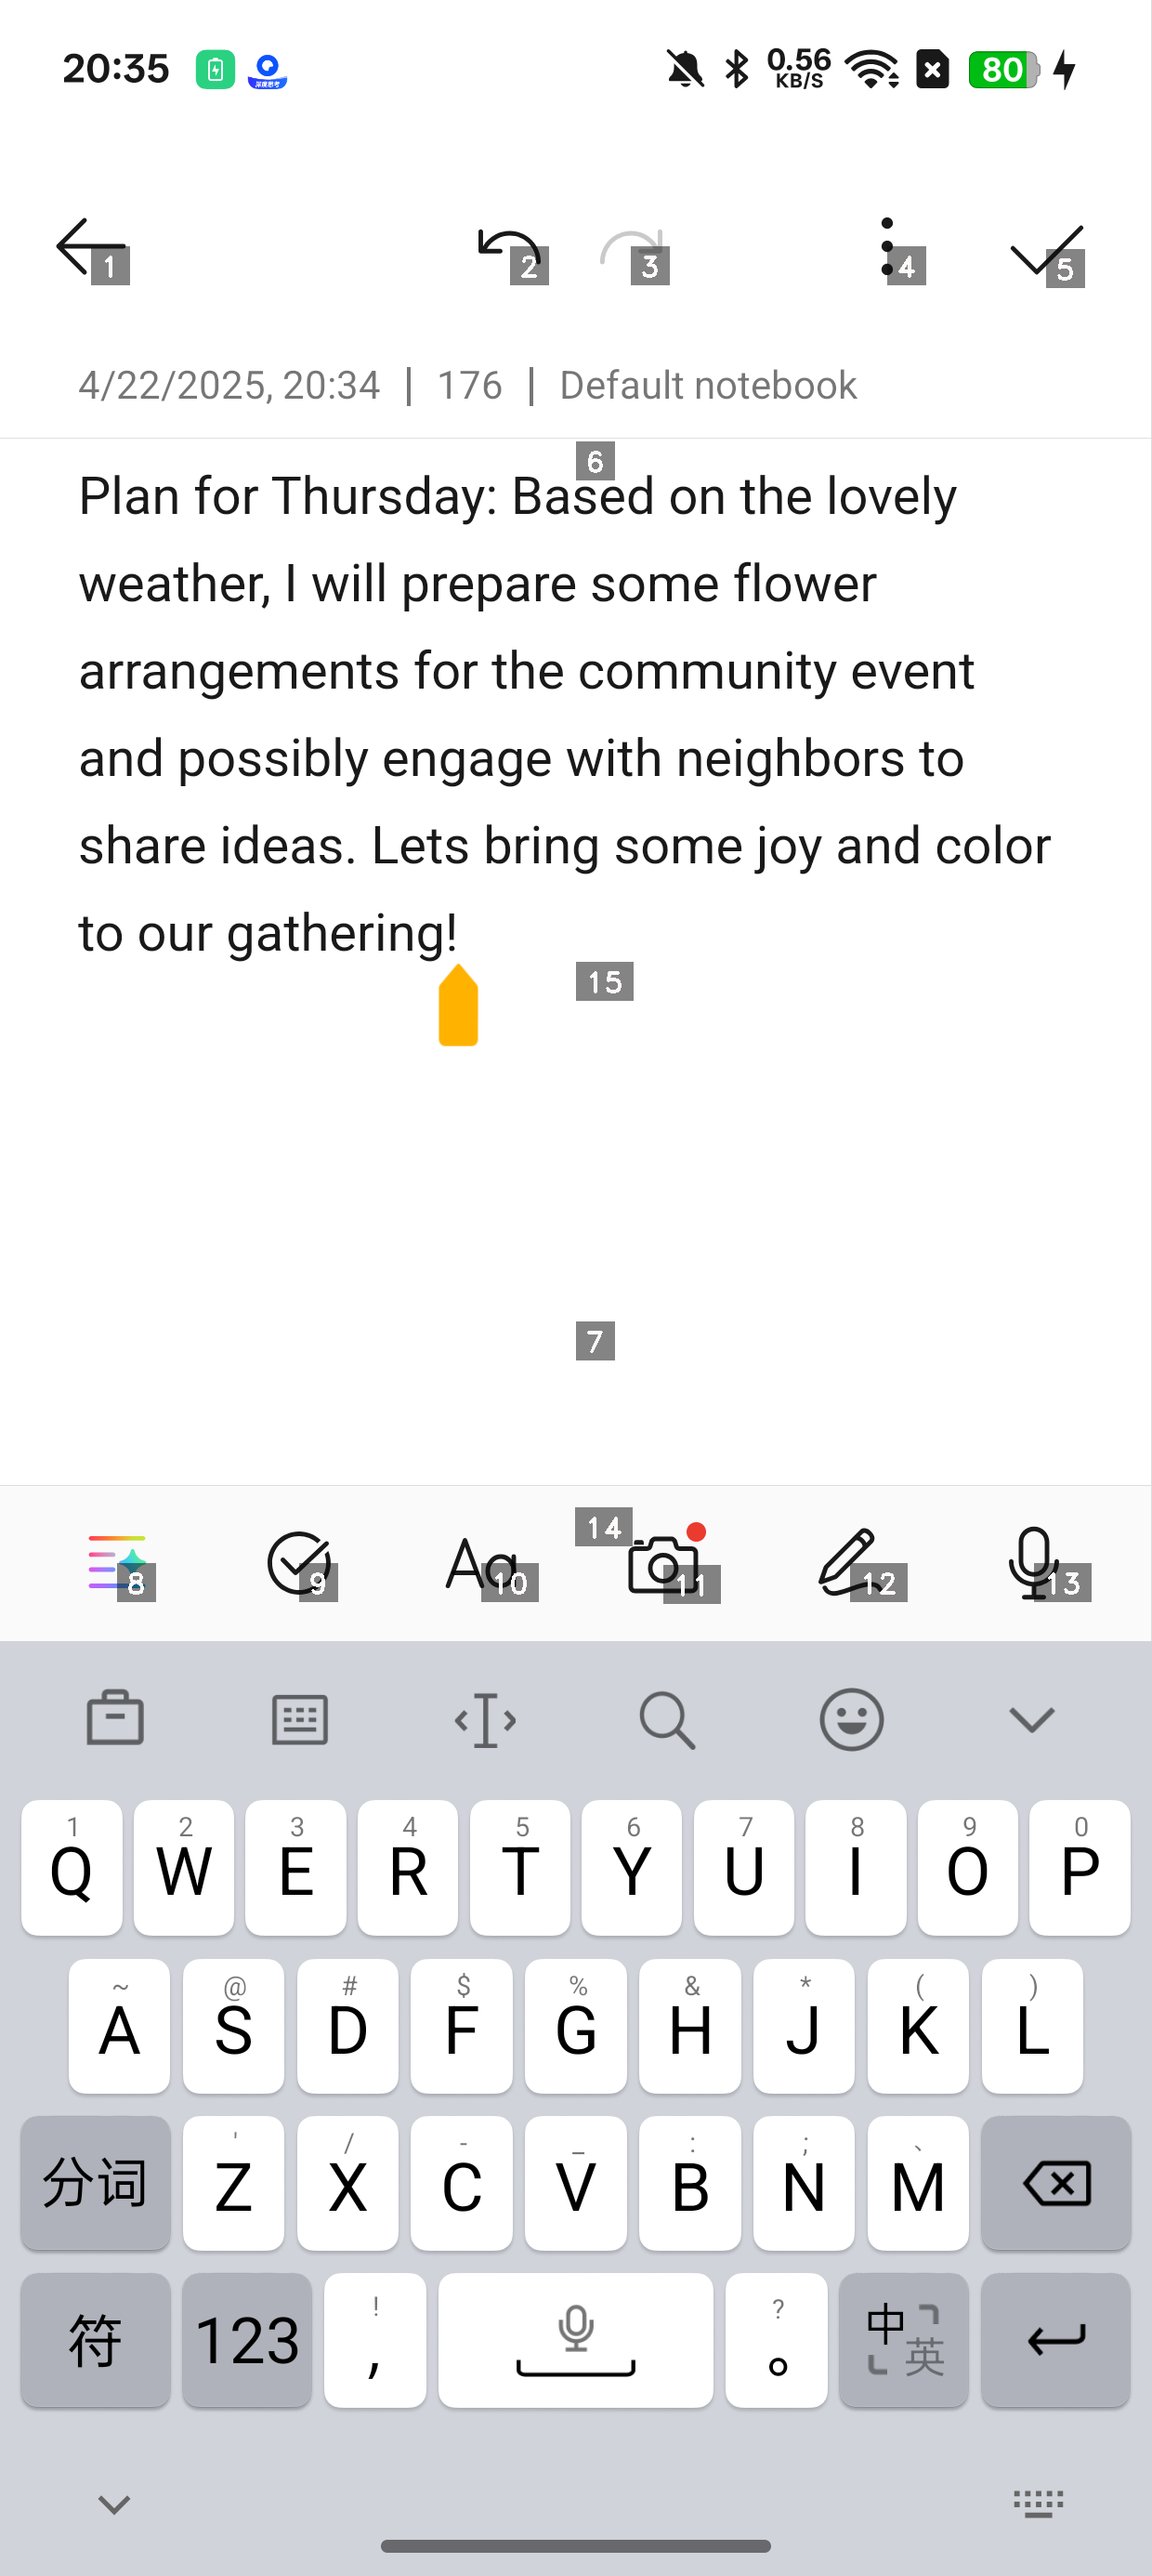 20:35
深度思考
0.56
KB/S
80
1
2
3
4
5
4/22/2025, 20:34 | 176 | Default notebook
6
Plan for Thursday: Based on the lovely
weather, I will prepare some flower
arrangements for the community event
and possibly engage with neighbors to
share ideas. Lets bring some joy and color
to our gathering!
15
7
14
8
9
Aa
10
11
12
13
1 2 3 4 5 6 7 8 9 0
Q W E R T Y U I O P
~ @ # $ % & * ( )
A S D F G H J K L
' / - _ : ; 、
分词 Z X C V B N M
! ?
符 123 , 。 中 英